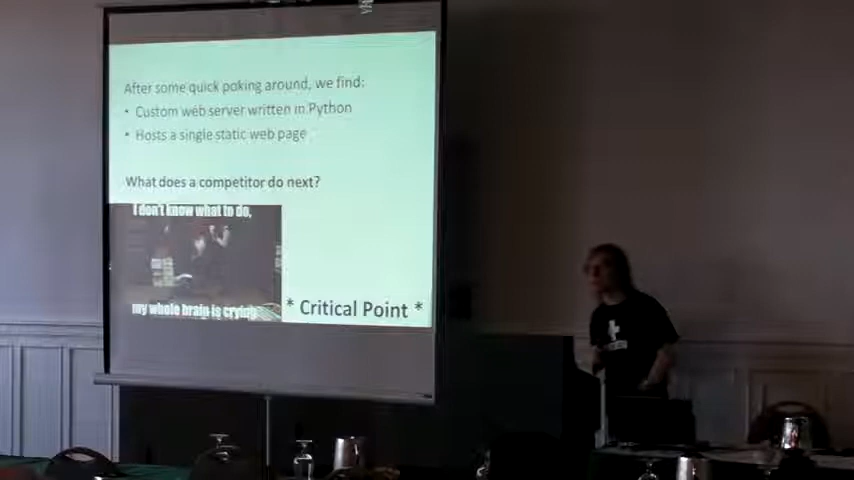 After some quick poking around, we find:
• Custom web server written in Python
• Hosts a single static web page
What does a competitor do next?
I don't know what to do,
my whole brain is crying
* Critical Point *